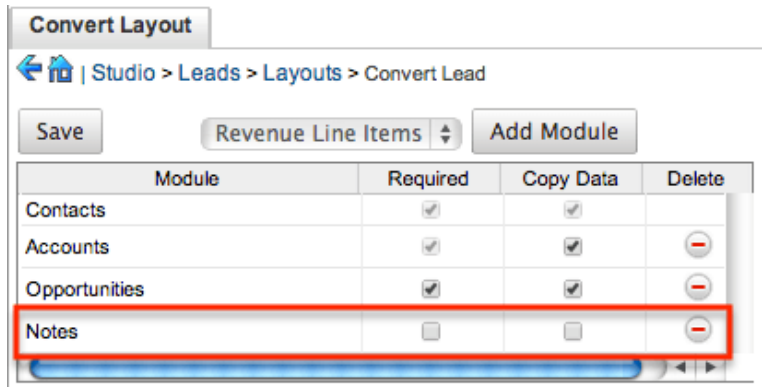 Convert Layout
| Studio > Leads > Layouts > Convert Lead
Save Revenue Line Items Add Module
Module Required Copy Data Delete
Contacts
Accounts
Opportunities
Notes